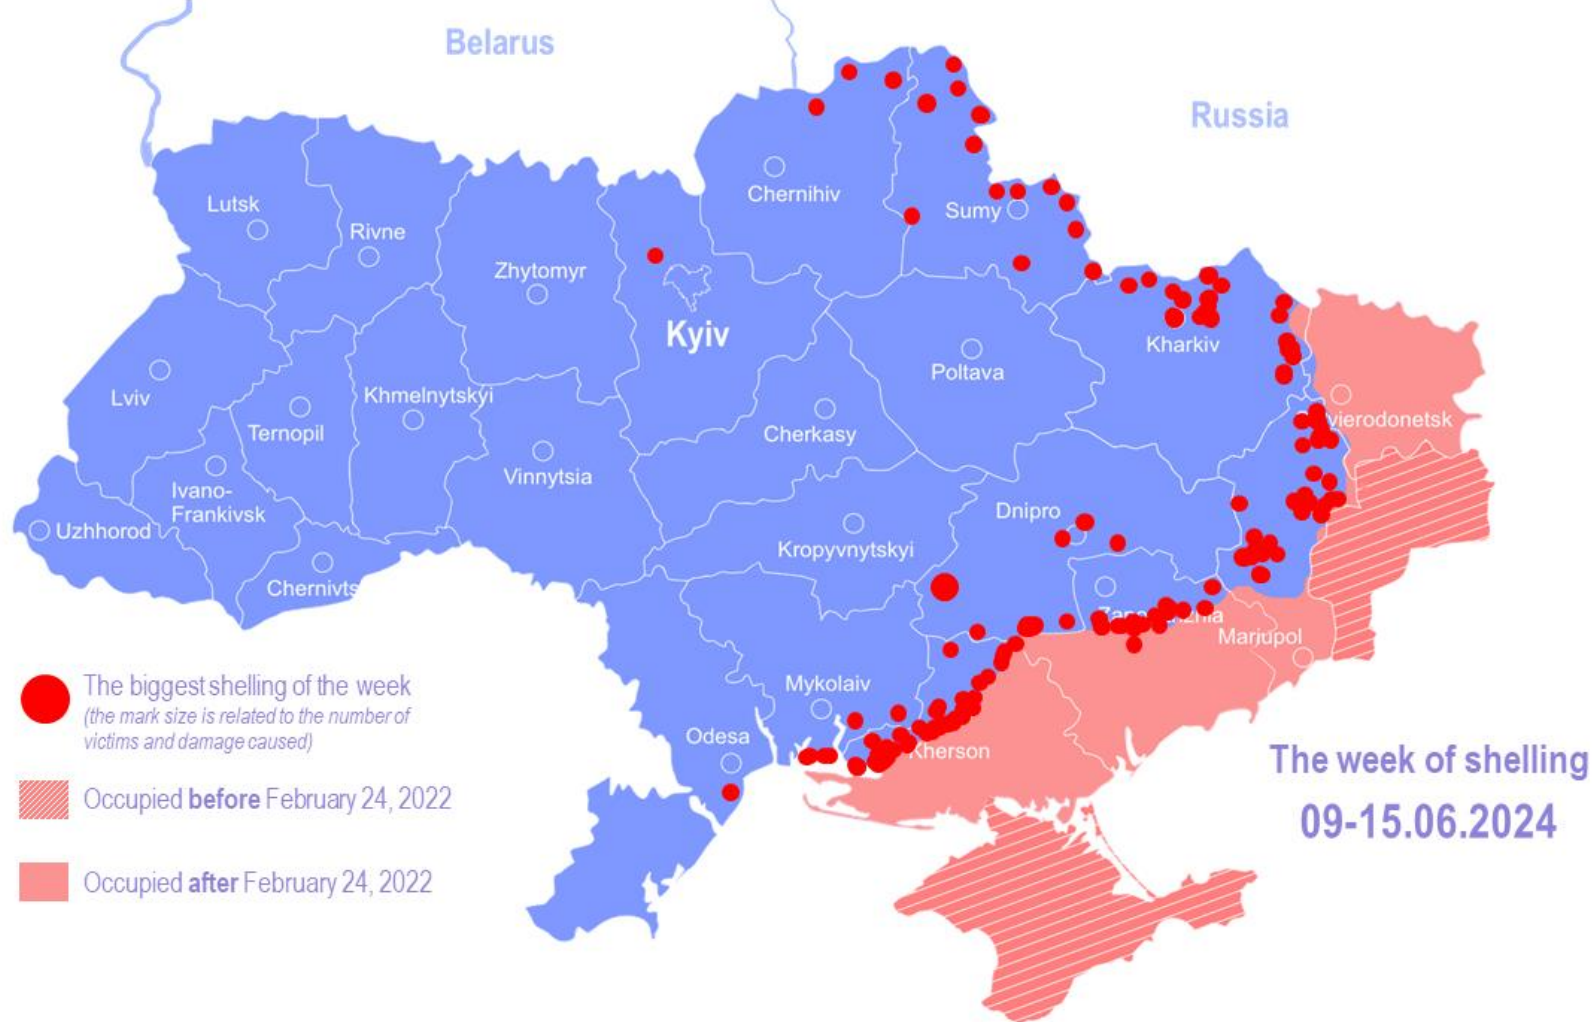 Belarus
Russia
Chernihiv
Lutsk
Sumy
Rivne
Zhytomyr
Kyiv
Kharkiv
Poltava
Lviv
Khmelnytskyi
vierodonetsk
Ternopil
Cherkasy
Vinnytsia
Ivano-
Frankivsk
Dnipro
Uzhhorod
Kropyvnytskyi
Chernivts
Mariupol
Mykolaiv
Odesa
Kherson
The biggest shelling of the week
(the mark size is related to the number of
victims and damage caused)
Occupied before February 24, 2022
Occupied after February 24, 2022
The week of shelling
09-15.06.2024